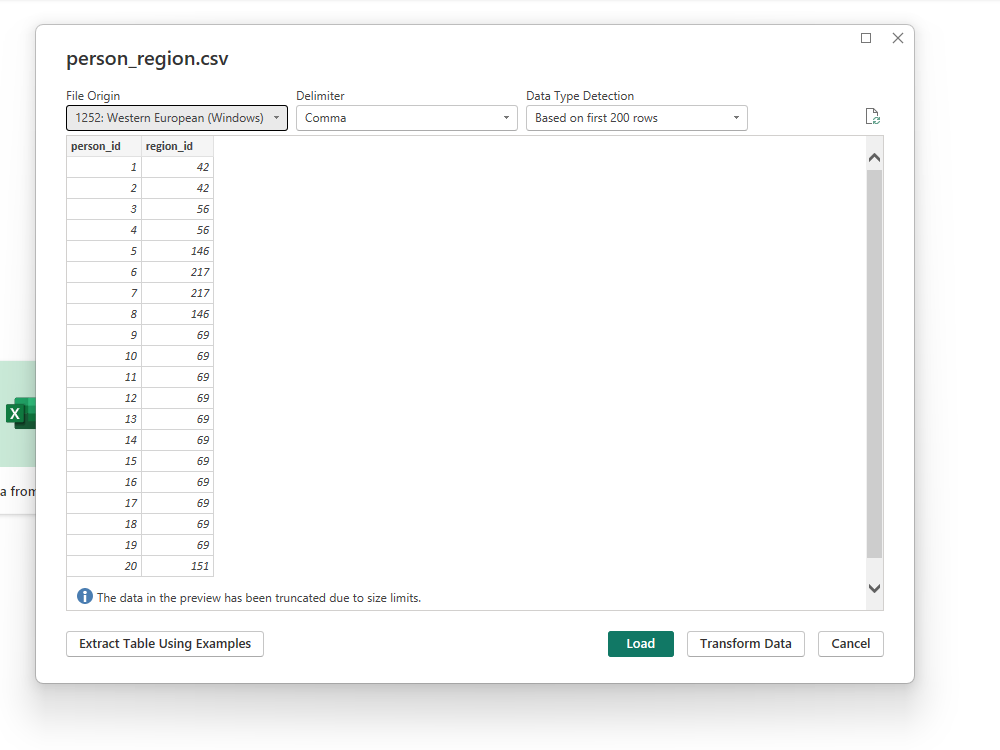 person_region.csv
File Origin Delimiter Data Type Detection
1252: Western European (Windows) Comma Based on first 200 rows
person_id region_id
1 42
2 42
3 56
4 56
5 146
6 217
7 217
8 146
9 69
10 69
11 69
12 69
13 69
X
14 69
15 69
a from
16 69
17 69
18 69
19 69
20 151
The data in the preview has been truncated due to size limits.
Extract Table Using Examples Load Transform Data Cancel